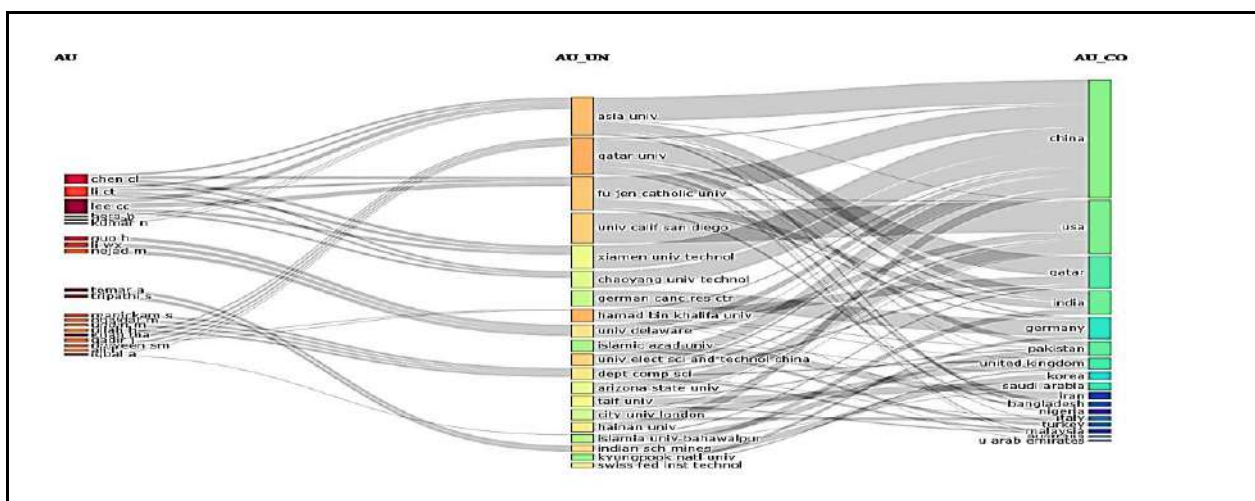 AU
AU_UN
AU_CO
chen cl
li ct
lee cc
kumar n
guo h
li wx
nejad m
tomar a
tripathi s
asia univ
qatar univ
fu jen catholic univ
univ calif san diego
xiamen univ technol
chaoyang univ technol
german canc res ctr
hamad bin khalifa univ
univ delaware
islamic azad univ
univ elect sci and technol china
dept comp sci
arizona state univ
taif univ
city univ london
hainan univ
islamia univ bahawalpur
indian sch mines
kyungpook natl univ
swiss fed inst technol
china
usa
qatar
india
germany
pakistan
united kingdom
korea
saudi arabia
iran
bangladesh
nigeria
italy
turkey
malaysia
u arab emirates